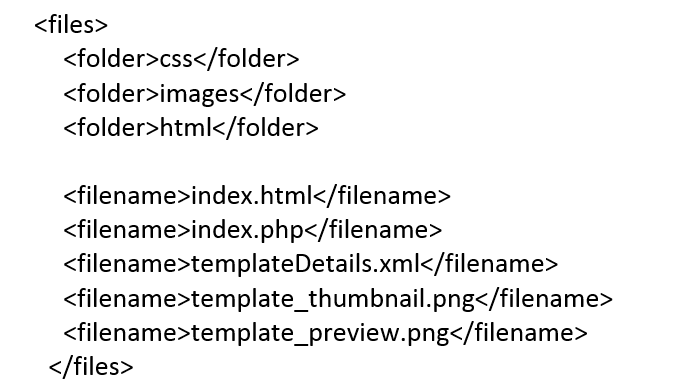 <files>
<folder>css</folder>
<folder>images</folder>
<folder>html</folder>
<filename>index.html</filename>
<filename>index.php</filename>
<filename>templateDetails.xml</filename>
<filename>template_thumbnail.png</filename>
<filename>template_preview.png</filename>
</files>